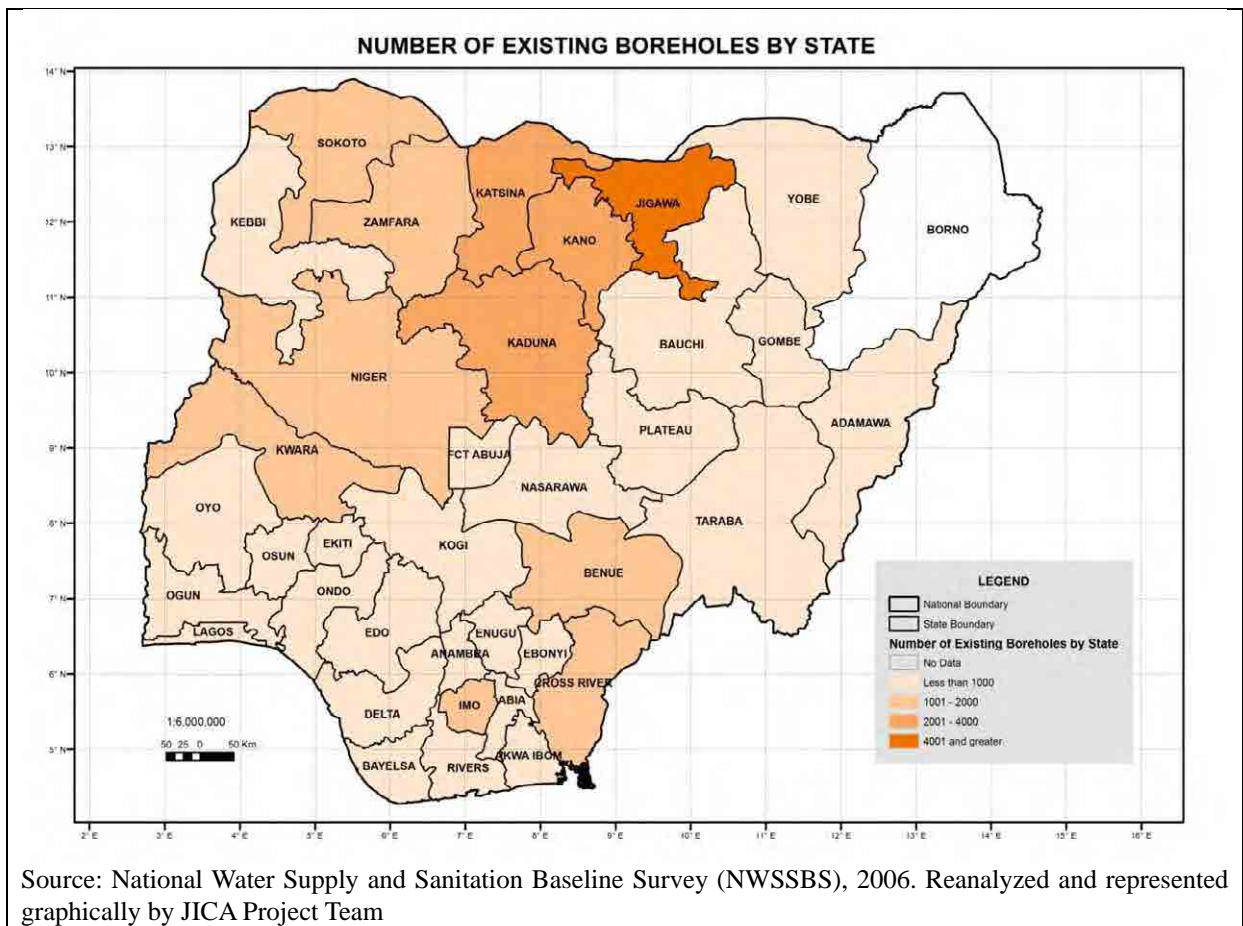 NUMBER OF EXISTING BOREHOLES BY STATE
14° N
13° N
12° N
11° N
10° N
9° N
8° N
7° N
6° N
5° N
4° N
SOKOTO
KATSINA
JIGAWA
YOBE
KEBBI
ZAMFARA
KANO
BORNO
KADUNA
BAUCHI
GOMBE
NIGER
ADAMAWA
PLATEAU
KWARA
FCT ABUJA
NASARAWA
OYO
TARABA
KOGI
EKITI
OSUN
BENUE
OGUN
ONDO
LAGOS
EDO
ENUGU
ANAMBRA
EBONYI
CROSS RIVER
DELTA
IMO
ABIA
BAYELSA
RIVERS
AKWA IBOM
1:6,000,000
50 25 0 50 Km
LEGEND
National Boundary
State Boundary
Number of Existing Boreholes by State
No Data
Less than 1000
1001 - 2000
2001 - 4000
4001 and greater
2° E 3° E 4° E 5° E 6° E 7° E 8° E 9° E 10° E 11° E 12° E 13° E 14° E 15° E 16° E
Source: National Water Supply and Sanitation Baseline Survey (NWSSBS), 2006. Reanalyzed and represented
graphically by JICA Project Team